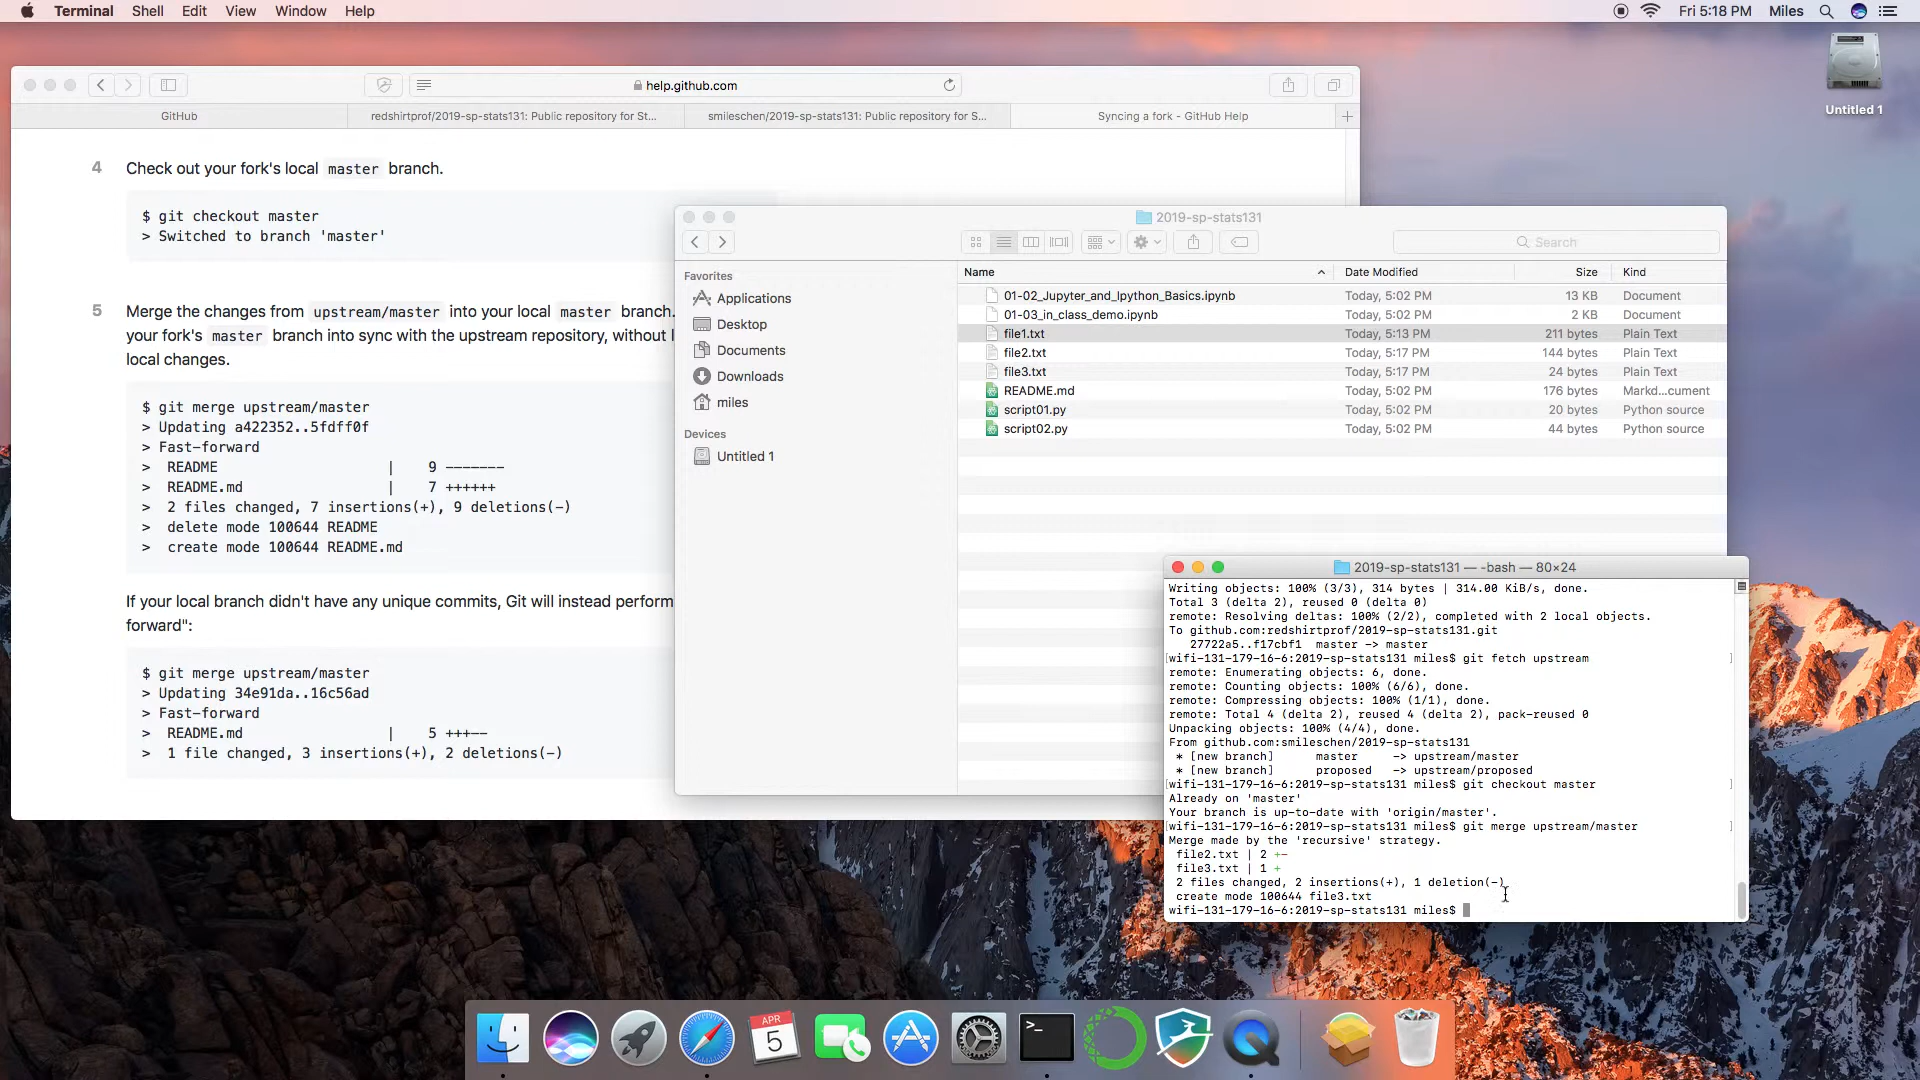 Terminal Shell Edit View Window Help
Fri 5:18 PM Miles
Untitled 1
help.github.com
GitHub
redshirtprof/2019-sp-stats131: Public repository for St...
smileschen/2019-sp-stats131: Public repository for S...
Syncing a fork - GitHub Help
4 Check out your fork's local master branch.
$ git checkout master
> Switched to branch 'master'
5 Merge the changes from upstream/master into your local master branch.
your fork's master branch into sync with the upstream repository, without l
local changes.
$ git merge upstream/master
> Updating a422352..5fdff0f
> Fast-forward
> README | 9 -------
> README.md | 7 ++++++
> 2 files changed, 7 insertions(+), 9 deletions(-)
> delete mode 100644 README
> create mode 100644 README.md
If your local branch didn't have any unique commits, Git will instead perform
forward":
$ git merge upstream/master
> Updating 34e91da..16c56ad
> Fast-forward
> README.md | 5 +++--
> 1 file changed, 3 insertions(+), 2 deletions(-)
2019-sp-stats131
Search
Favorites
Applications
Desktop
Documents
Downloads
miles
Devices
Untitled 1
Name Date Modified Size Kind
01-02_Jupyter_and_Ipython_Basics.ipynb Today, 5:02 PM 13 KB Document
01-03_in_class_demo.ipynb Today, 5:02 PM 2 KB Document
file1.txt Today, 5:13 PM 211 bytes Plain Text
file2.txt Today, 5:17 PM 144 bytes Plain Text
file3.txt Today, 5:17 PM 24 bytes Plain Text
README.md Today, 5:02 PM 176 bytes Markd...cument
script01.py Today, 5:02 PM 20 bytes Python source
script02.py Today, 5:02 PM 44 bytes Python source
2019-sp-stats131 — -bash — 80×24
Writing objects: 100% (3/3), 314 bytes | 314.00 KiB/s, done.
Total 3 (delta 2), reused 0 (delta 0)
remote: Resolving deltas: 100% (2/2), completed with 2 local objects.
To github.com:redshirtprof/2019-sp-stats131.git
27722a5..f17cbf1 master -> master
[wifi-131-179-16-6:2019-sp-stats131 miles$ git fetch upstream ]
remote: Enumerating objects: 6, done.
remote: Counting objects: 100% (6/6), done.
remote: Compressing objects: 100% (1/1), done.
remote: Total 4 (delta 2), reused 4 (delta 2), pack-reused 0
Unpacking objects: 100% (4/4), done.
From github.com:smileschen/2019-sp-stats131
* [new branch] master -> upstream/master
* [new branch] proposed -> upstream/proposed
[wifi-131-179-16-6:2019-sp-stats131 miles$ git checkout master ]
Already on 'master'
Your branch is up-to-date with 'origin/master'.
[wifi-131-179-16-6:2019-sp-stats131 miles$ git merge upstream/master ]
Merge made by the 'recursive' strategy.
file2.txt | 2 +-
file3.txt | 1 +
2 files changed, 2 insertions(+), 1 deletion(-)
create mode 100644 file3.txt
wifi-131-179-16-6:2019-sp-stats131 miles$
APR
5
>_